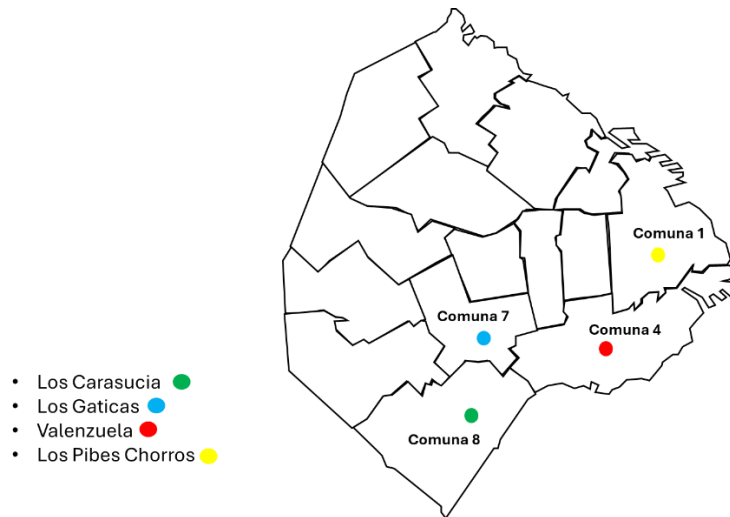 Comuna 1
Comuna 7
Comuna 4
Comuna 8
• Los Carasucia
• Los Gaticas
• Valenzuela
• Los Pibes Chorros